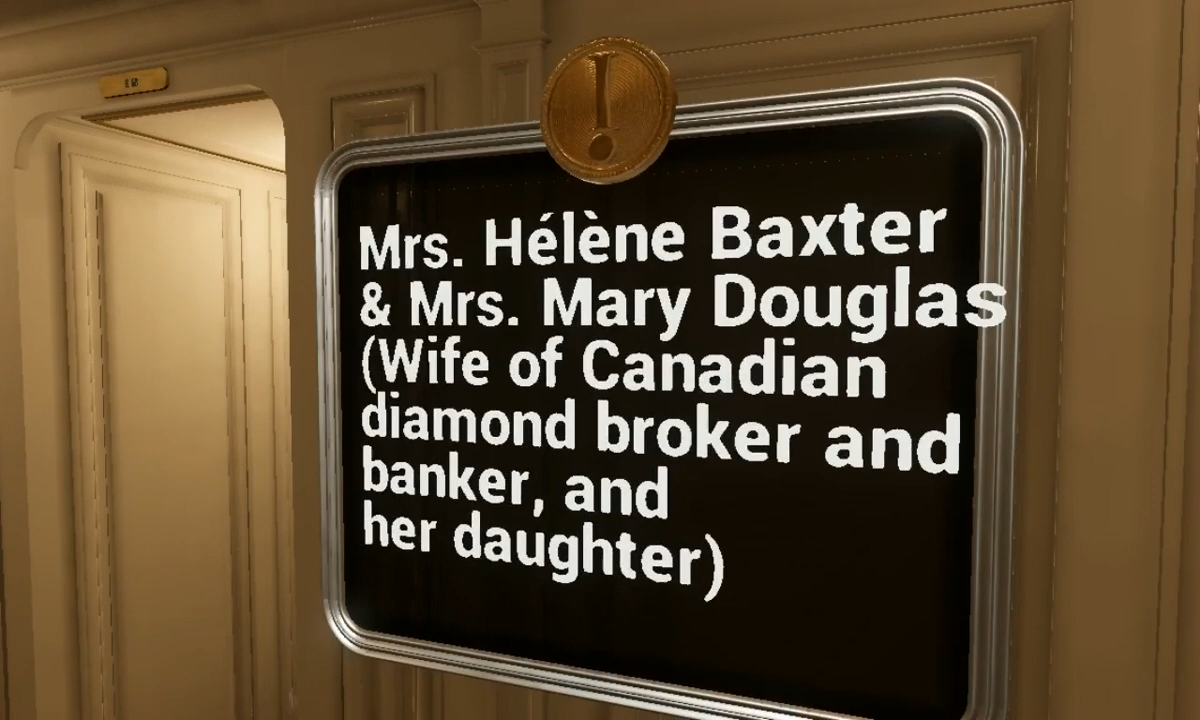 Mrs. Hélène Baxter
& Mrs. Mary Douglas
(Wife of Canadian
diamond broker and
banker, and
her daughter)